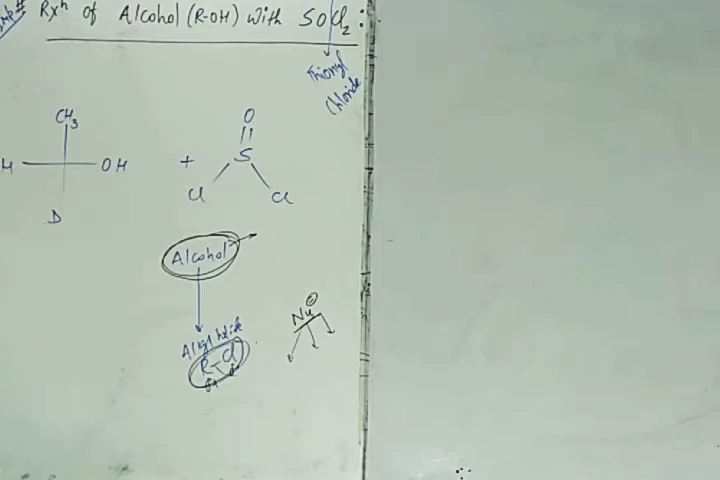 Rxⁿ of Alcohol (R-OH) with SOCl₂ :
Thionyl
Chloride
CH₃
H OH
D
+
O
S
Cl Cl
Alcohol
Alkyl halide
R-Cl
δ+ δ-
Nu⊖